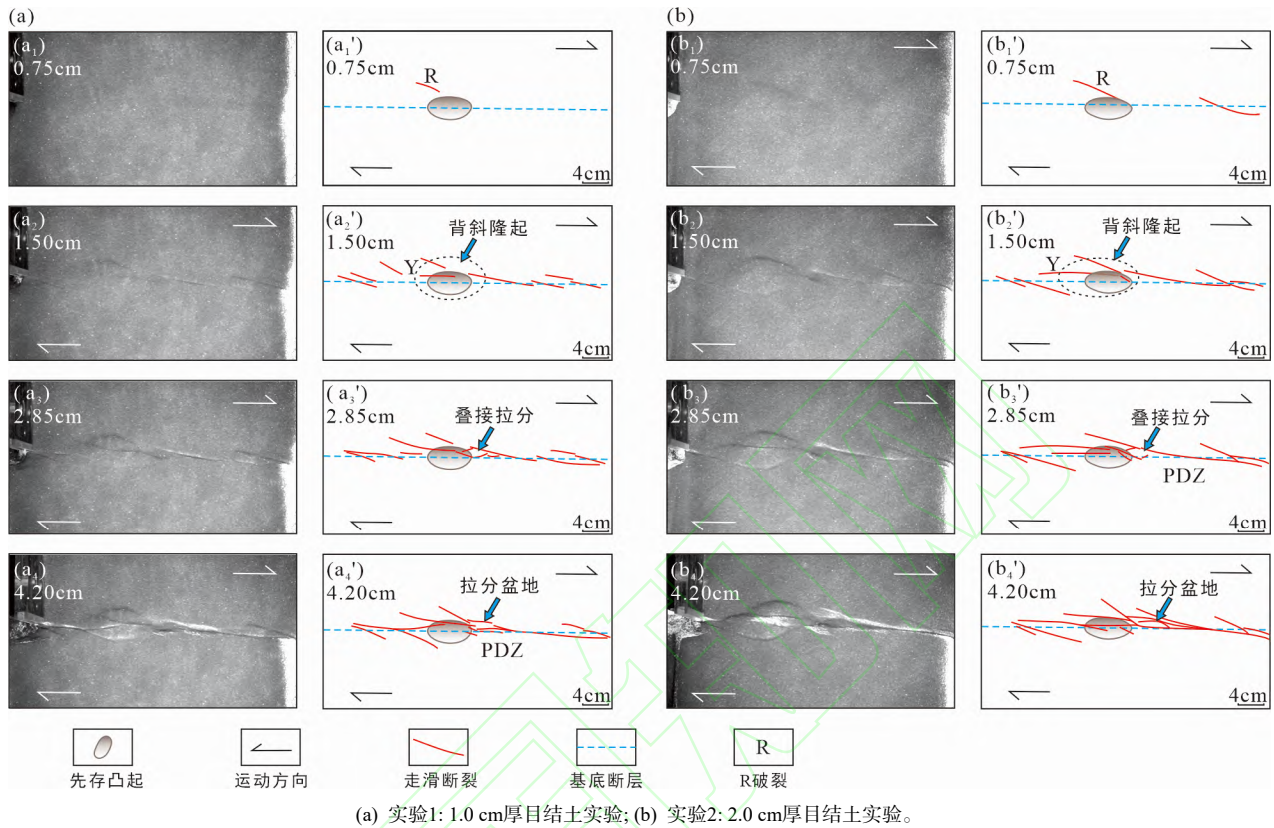 (a)
(b)
(a₁)
0.75cm
(a₁')
0.75cm
R
4cm
(b₁)
0.75cm
(b₁')
0.75cm
R
4cm
(a₂)
1.50cm
(a₂')
1.50cm
背斜隆起
Y
4cm
(b₂)
1.50cm
(b₂')
1.50cm
背斜隆起
Y
4cm
(a₃)
2.85cm
(a₃')
2.85cm
叠接拉分
4cm
(b₃)
2.85cm
(b₃')
2.85cm
叠接拉分
PDZ
4cm
(a₄)
4.20cm
(a₄')
4.20cm
拉分盆地
PDZ
4cm
(b₄)
4.20cm
(b₄')
4.20cm
拉分盆地
4cm
R
先存凸起
运动方向
走滑断裂
基底断层
R破裂
(a) 实验1: 1.0 cm厚目结土实验; (b) 实验2: 2.0 cm厚目结土实验。